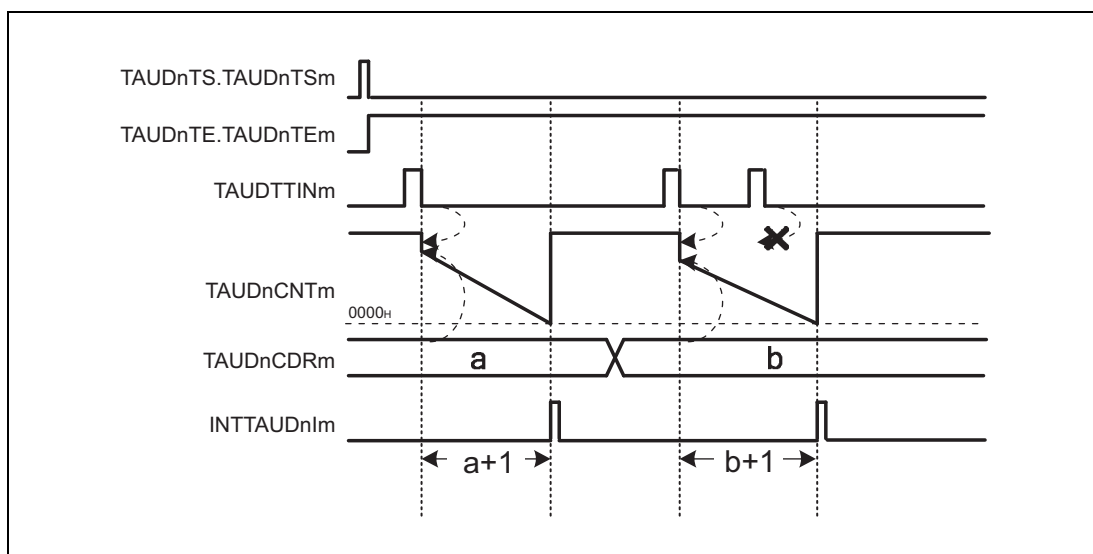 TAUDnTS.TAUDnTSm
TAUDnTE.TAUDnTEm
TAUDTTINm
TAUDnCNTm
0000H
TAUDnCDRm
a
b
INTTAUDnIm
a+1
b+1